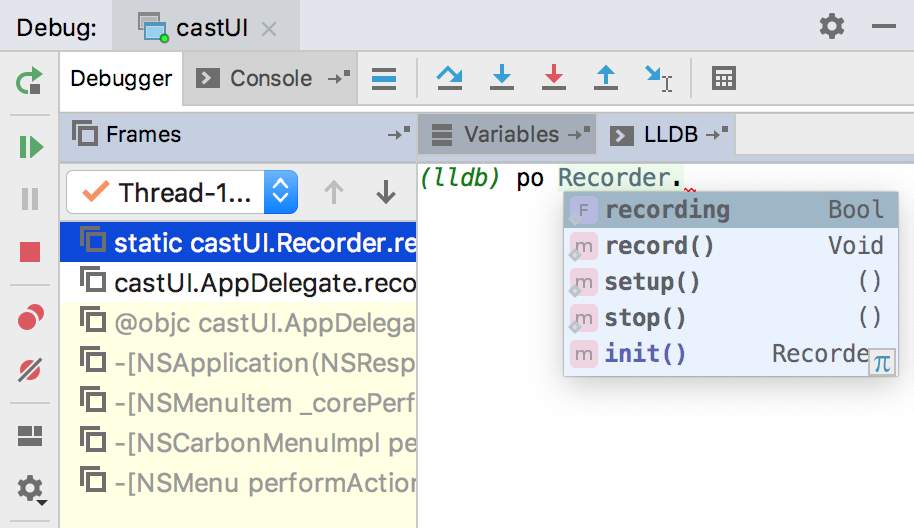 Debug: castUI
Debugger Console
Frames Variables LLDB
Thread-1...
(lldb) po Recorder.
F recording Bool
m record() Void
m setup() ()
m stop() ()
m init() Recorde
π
static castUI.Recorder.re
castUI.AppDelegate.reco
@objc castUI.AppDelega
-[NSApplication(NSResp
-[NSMenuItem _corePerf
-[NSCarbonMenuImpl pe
-[NSMenu performAction